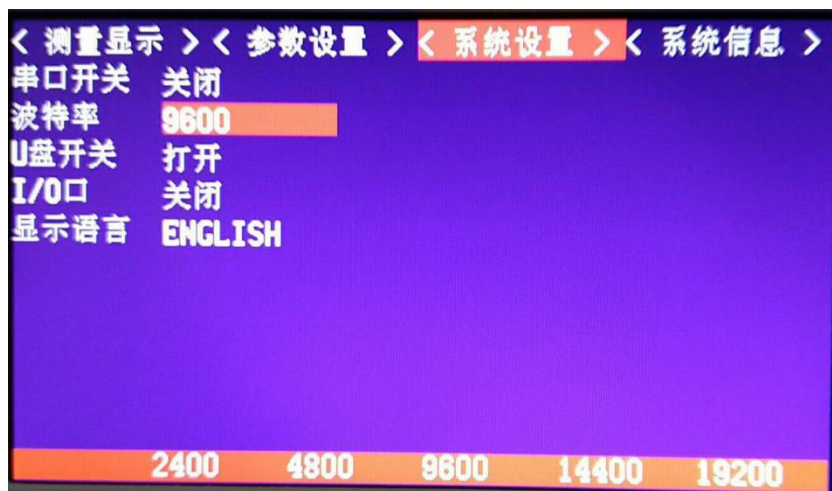 < 测量显示 > < 参数设置 > < 系统设置 > < 系统信息 >
串口开关 关闭
波特率 9600
U盘开关 打开
I/O口 关闭
显示语言 ENGLISH
2400 4800 9600 14400 19200